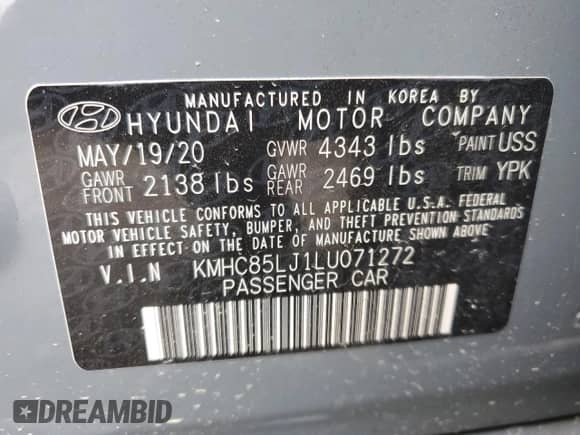 MANUFACTURED IN KOREA BY
HYUNDAI MOTOR COMPANY
MAY/19/20 GVWR 4343 lbs PAINT USS
GAWR FRONT 2138 lbs GAWR REAR 2469 lbs TRIM YPK
THIS VEHICLE CONFORMS TO ALL APPLICABLE U.S.A. FEDERAL
MOTOR VEHICLE SAFETY, BUMPER, AND THEFT PREVENTION STANDARDS
IN EFFECT ON THE DATE OF MANUFACTURE SHOWN ABOVE.
V.I.N KMHC85LJ1LU071272
PASSENGER CAR
DREAMBID